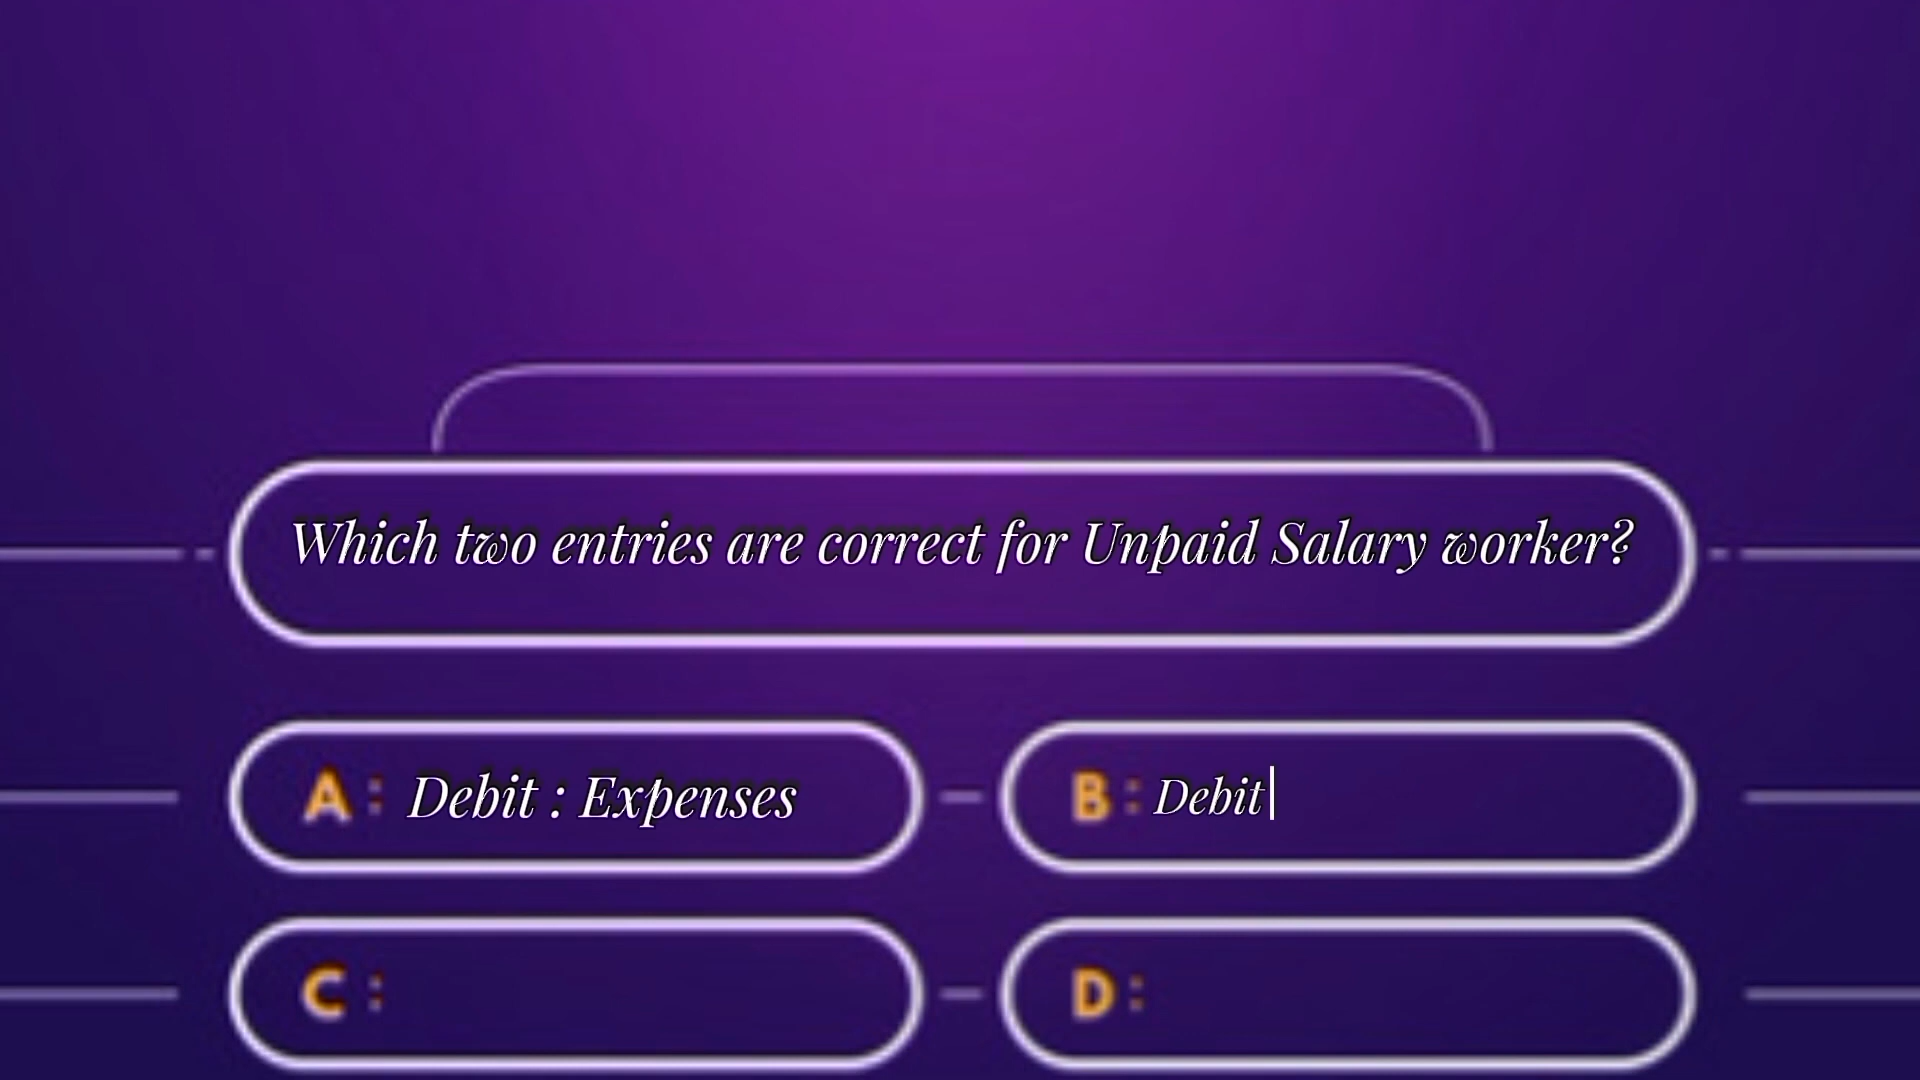 Which two entries are correct for Unpaid Salary worker?
A : Debit : Expenses
B : Debit
C :
D :